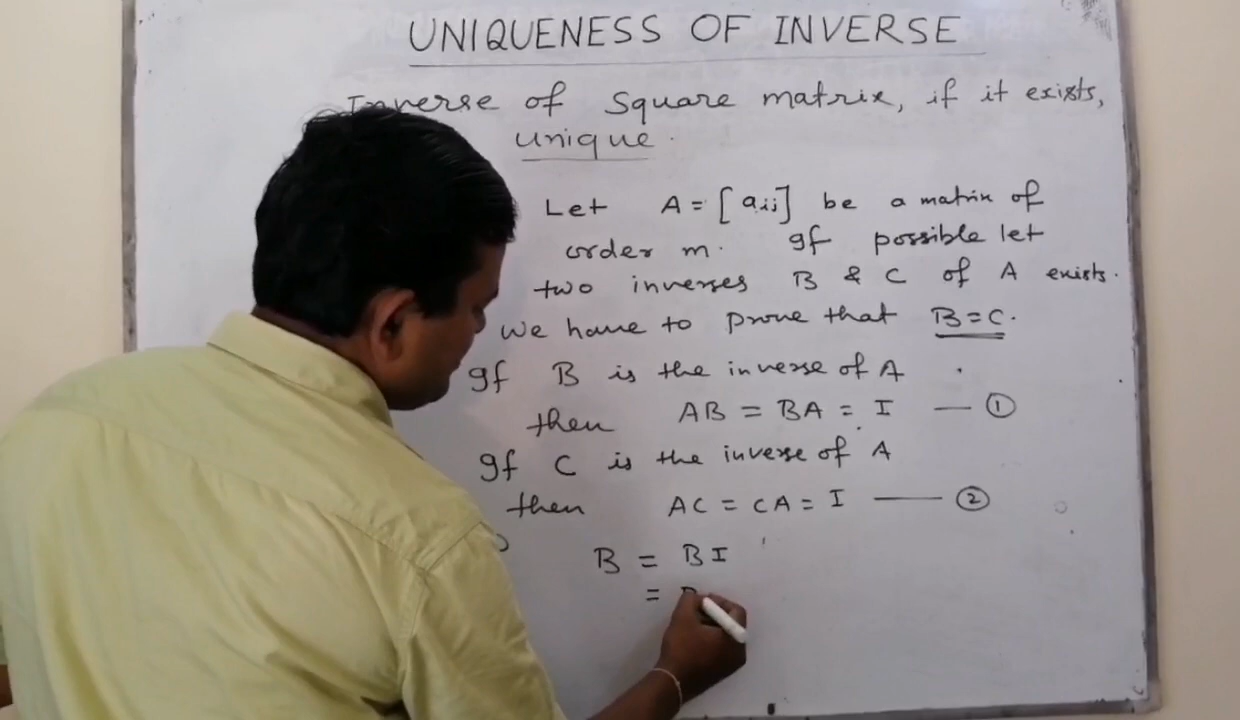 UNIQUENESS OF INVERSE
Inverse of Square matrix, if it exists,
unique.
Let A = [aij] be a matrix of
order m. If possible let
two inverses B & C of A exists.
We have to prove that B=C.
If B is the inverse of A
then AB = BA = I — ①
If C is the inverse of A
then AC = CA = I — ②
B = BI
=